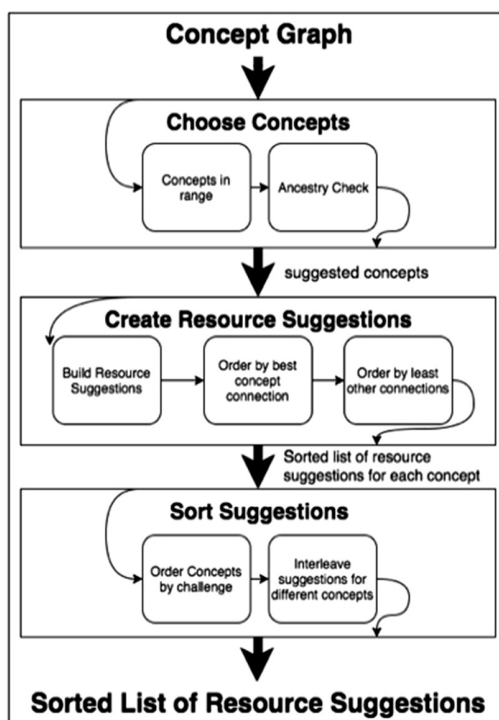 Concept Graph
Choose Concepts
Concepts in
range
Ancestry Check
suggested concepts
Create Resource Suggestions
Build Resource
Suggestions
Order by best
concept
connection
Order by least
other connections
Sorted list of resource
suggestions for each concept
Sort Suggestions
Order Concepts
by challenge
Interleave
suggestions for
different concepts
Sorted List of Resource Suggestions